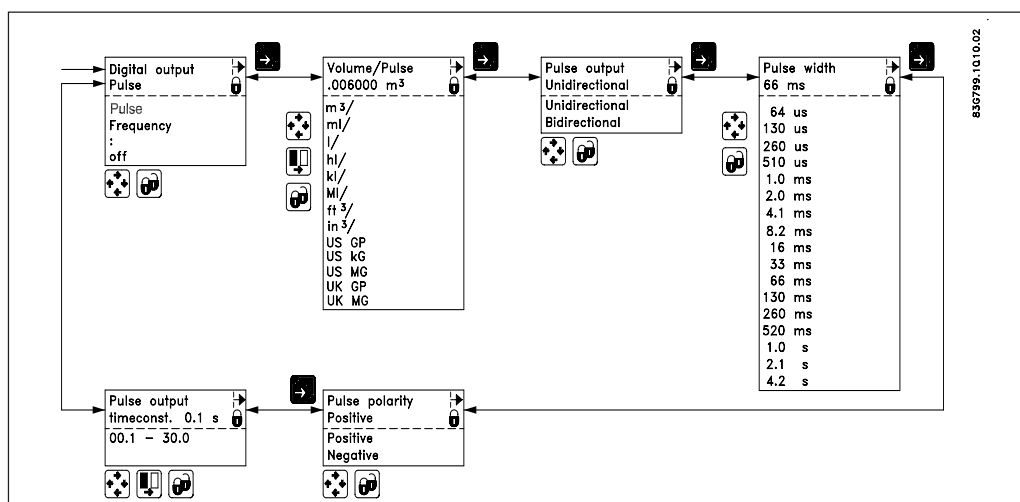 Digital output
Pulse
Pulse
Frequency
:
off
Volume/Pulse
.006000 m³
m³/
ml/
l/
hl/
kl/
Ml/
ft³/
in³/
US GP
US kG
US MG
UK GP
UK MG
Pulse output
Unidirectional
Unidirectional
Bidirectional
Pulse width
66 ms
64 us
130 us
260 us
510 us
1.0 ms
2.0 ms
4.1 ms
8.2 ms
16 ms
33 ms
66 ms
130 ms
260 ms
520 ms
1.0 s
2.1 s
4.2 s
83G799.10.10.02
Pulse output
timeconst. 0.1 s
00.1 - 30.0
Pulse polarity
Positive
Positive
Negative